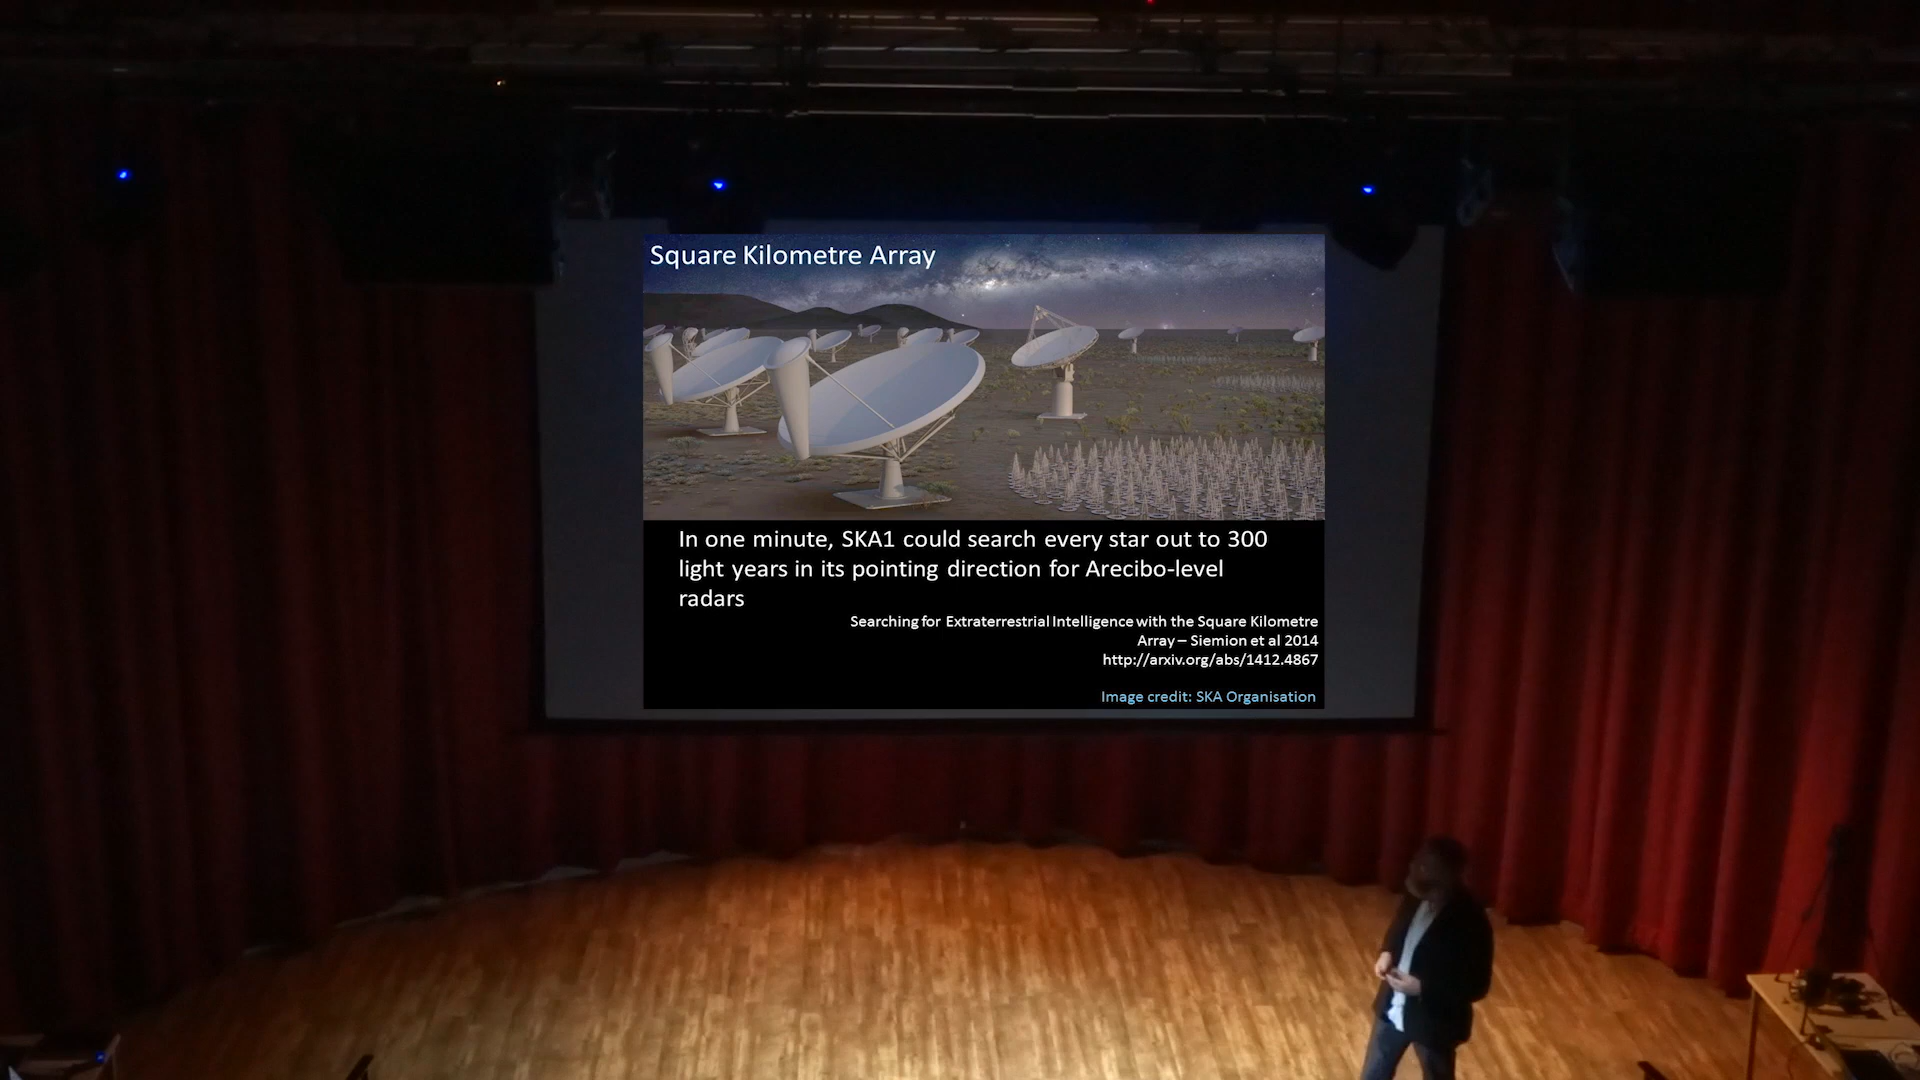 Square Kilometre Array
In one minute, SKA1 could search every star out to 300
light years in its pointing direction for Arecibo-level
radars
Searching for Extraterrestrial Intelligence with the Square Kilometre
Array – Siemion et al 2014
http://arxiv.org/abs/1412.4867
Image credit: SKA Organisation